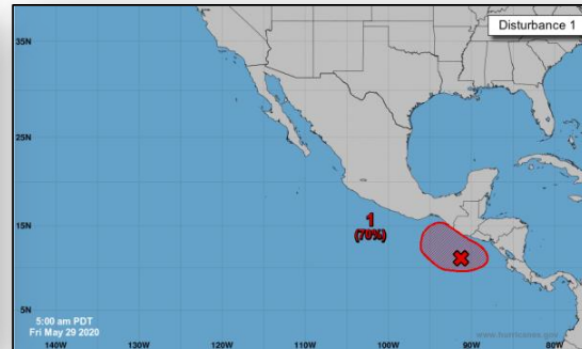 Disturbance 1
35N
25N
15N
1
(70%)
5N
5:00 am PDT
Fri May 29 2020
www.hurricanes.gov
140W 130W 120W 110W 100W 90W 80W